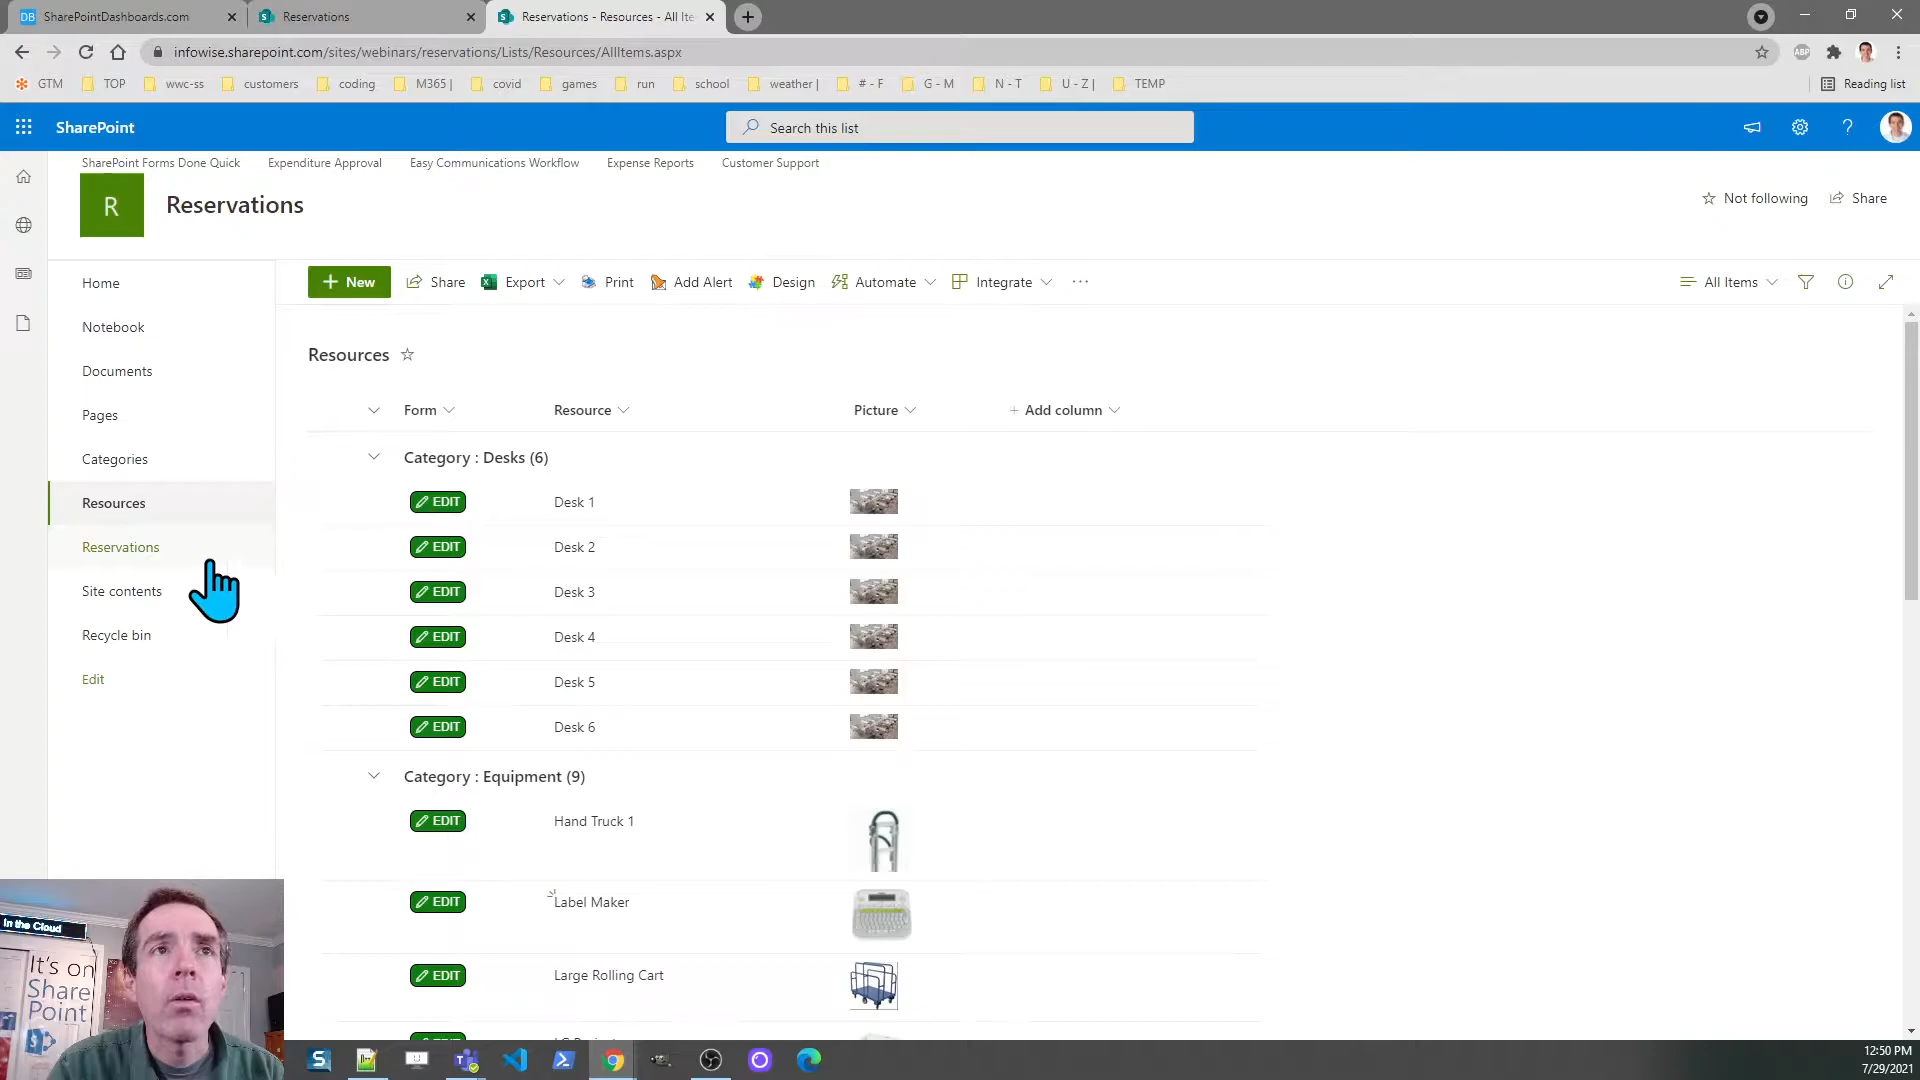 SharePointDashboards.com
Reservations
Reservations - Resources - All Ite
infowise.sharepoint.com/sites/webinars/reservations/Lists/Resources/AllItems.aspx
GTM
TOP
wwc-ss
customers
coding
M365 |
covid
games
run
school
weather |
# - F
G - M
N - T
U - Z |
TEMP
Reading list
SharePoint
Search this list
SharePoint Forms Done Quick
Expenditure Approval
Easy Communications Workflow
Expense Reports
Customer Support
R
Reservations
Not following
Share
Home
Notebook
Documents
Pages
Categories
Resources
Reservations
Site contents
Recycle bin
Edit
New
Share
Export
Print
Add Alert
Design
Automate
Integrate
All Items
Resources
Form
Resource
Picture
Add column
Category : Desks (6)
EDIT
Desk 1
EDIT
Desk 2
EDIT
Desk 3
EDIT
Desk 4
EDIT
Desk 5
EDIT
Desk 6
Category : Equipment (9)
EDIT
Hand Truck 1
EDIT
Label Maker
EDIT
Large Rolling Cart
In the Cloud
It's on
Share
Point
12:50 PM
7/29/2021